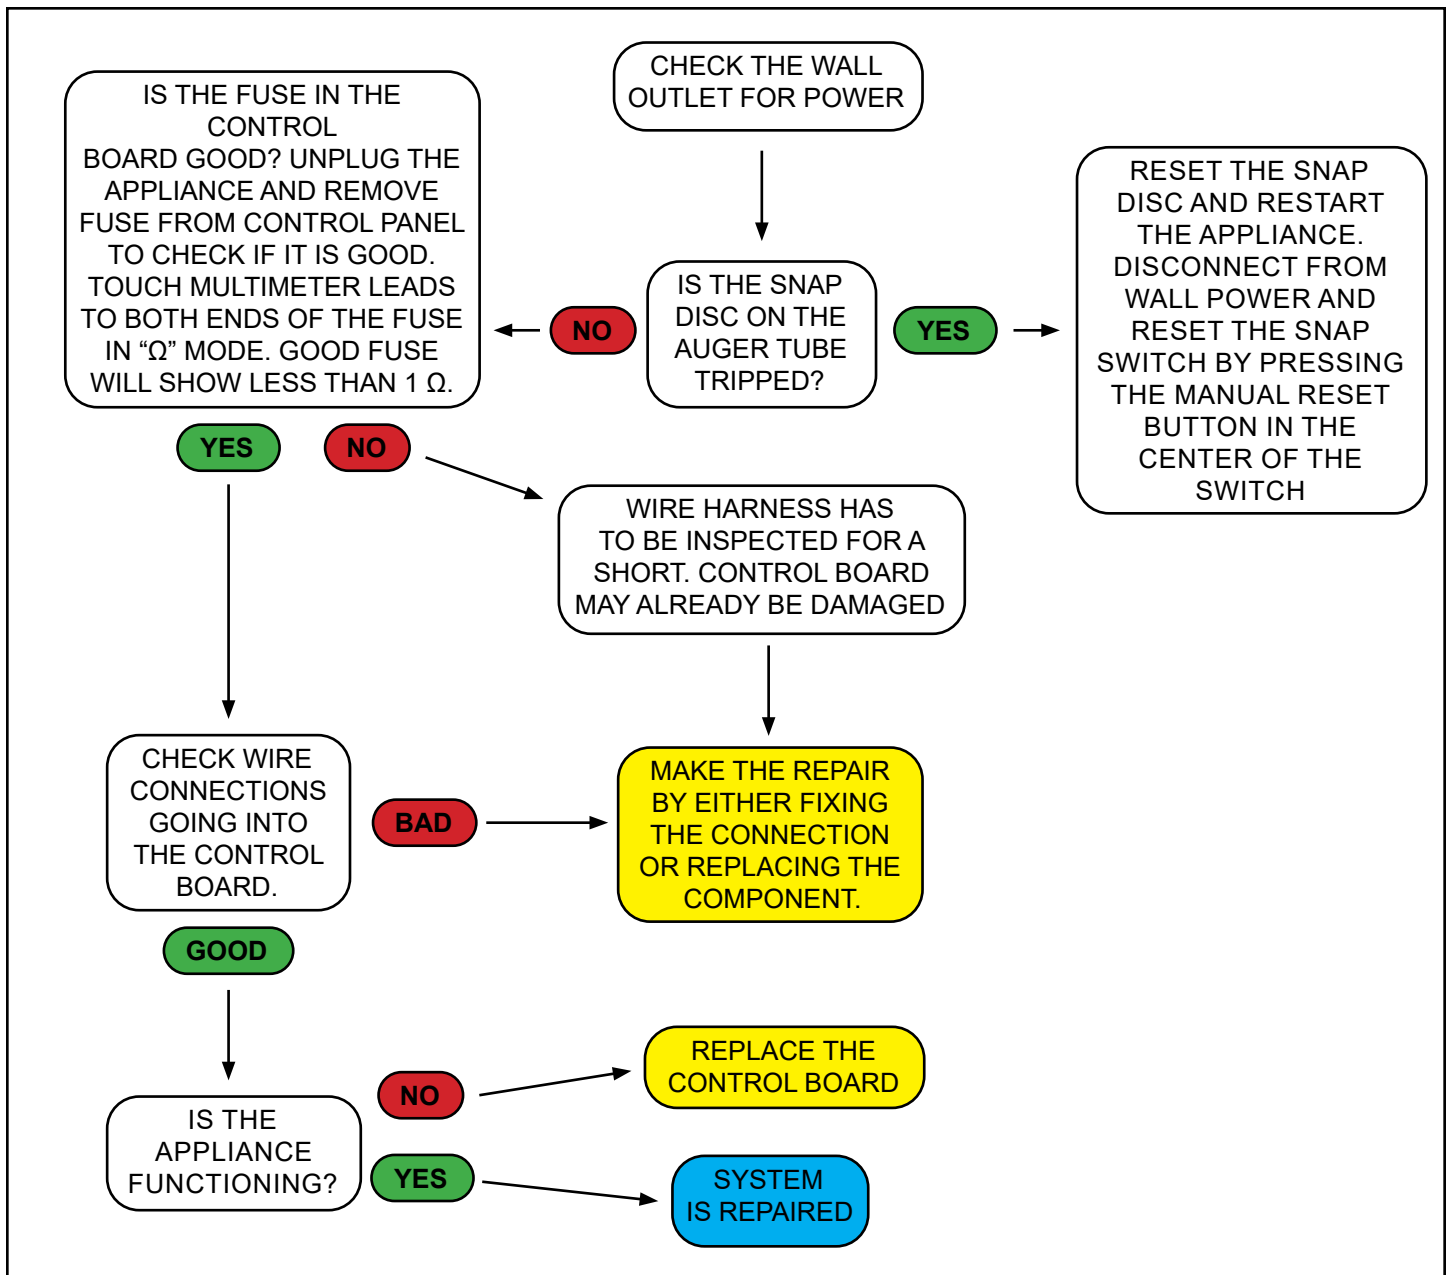 CHECK THE WALL
OUTLET FOR POWER
IS THE SNAP
DISC ON THE
AUGER TUBE
TRIPPED?
YES
RESET THE SNAP
DISC AND RESTART
THE APPLIANCE.
DISCONNECT FROM
WALL POWER AND
RESET THE SNAP
SWITCH BY PRESSING
THE MANUAL RESET
BUTTON IN THE
CENTER OF THE
SWITCH
NO
IS THE FUSE IN THE
CONTROL
BOARD GOOD? UNPLUG THE
APPLIANCE AND REMOVE
FUSE FROM CONTROL PANEL
TO CHECK IF IT IS GOOD.
TOUCH MULTIMETER LEADS
TO BOTH ENDS OF THE FUSE
IN “Ω” MODE. GOOD FUSE
WILL SHOW LESS THAN 1 Ω.
YES
NO
WIRE HARNESS HAS
TO BE INSPECTED FOR A
SHORT. CONTROL BOARD
MAY ALREADY BE DAMAGED
CHECK WIRE
CONNECTIONS
GOING INTO
THE CONTROL
BOARD.
BAD
MAKE THE REPAIR
BY EITHER FIXING
THE CONNECTION
OR REPLACING THE
COMPONENT.
GOOD
IS THE
APPLIANCE
FUNCTIONING?
NO
REPLACE THE
CONTROL BOARD
YES
SYSTEM
IS REPAIRED